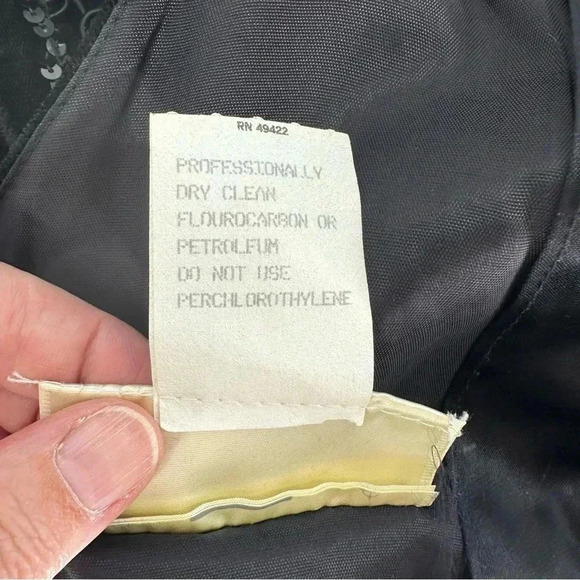 RN 49422
PROFESSIONALLY
DRY CLEAN
FLOUROCARBON OR
PETROLEUM
DO NOT USE
PERCHLOROTHYLENE